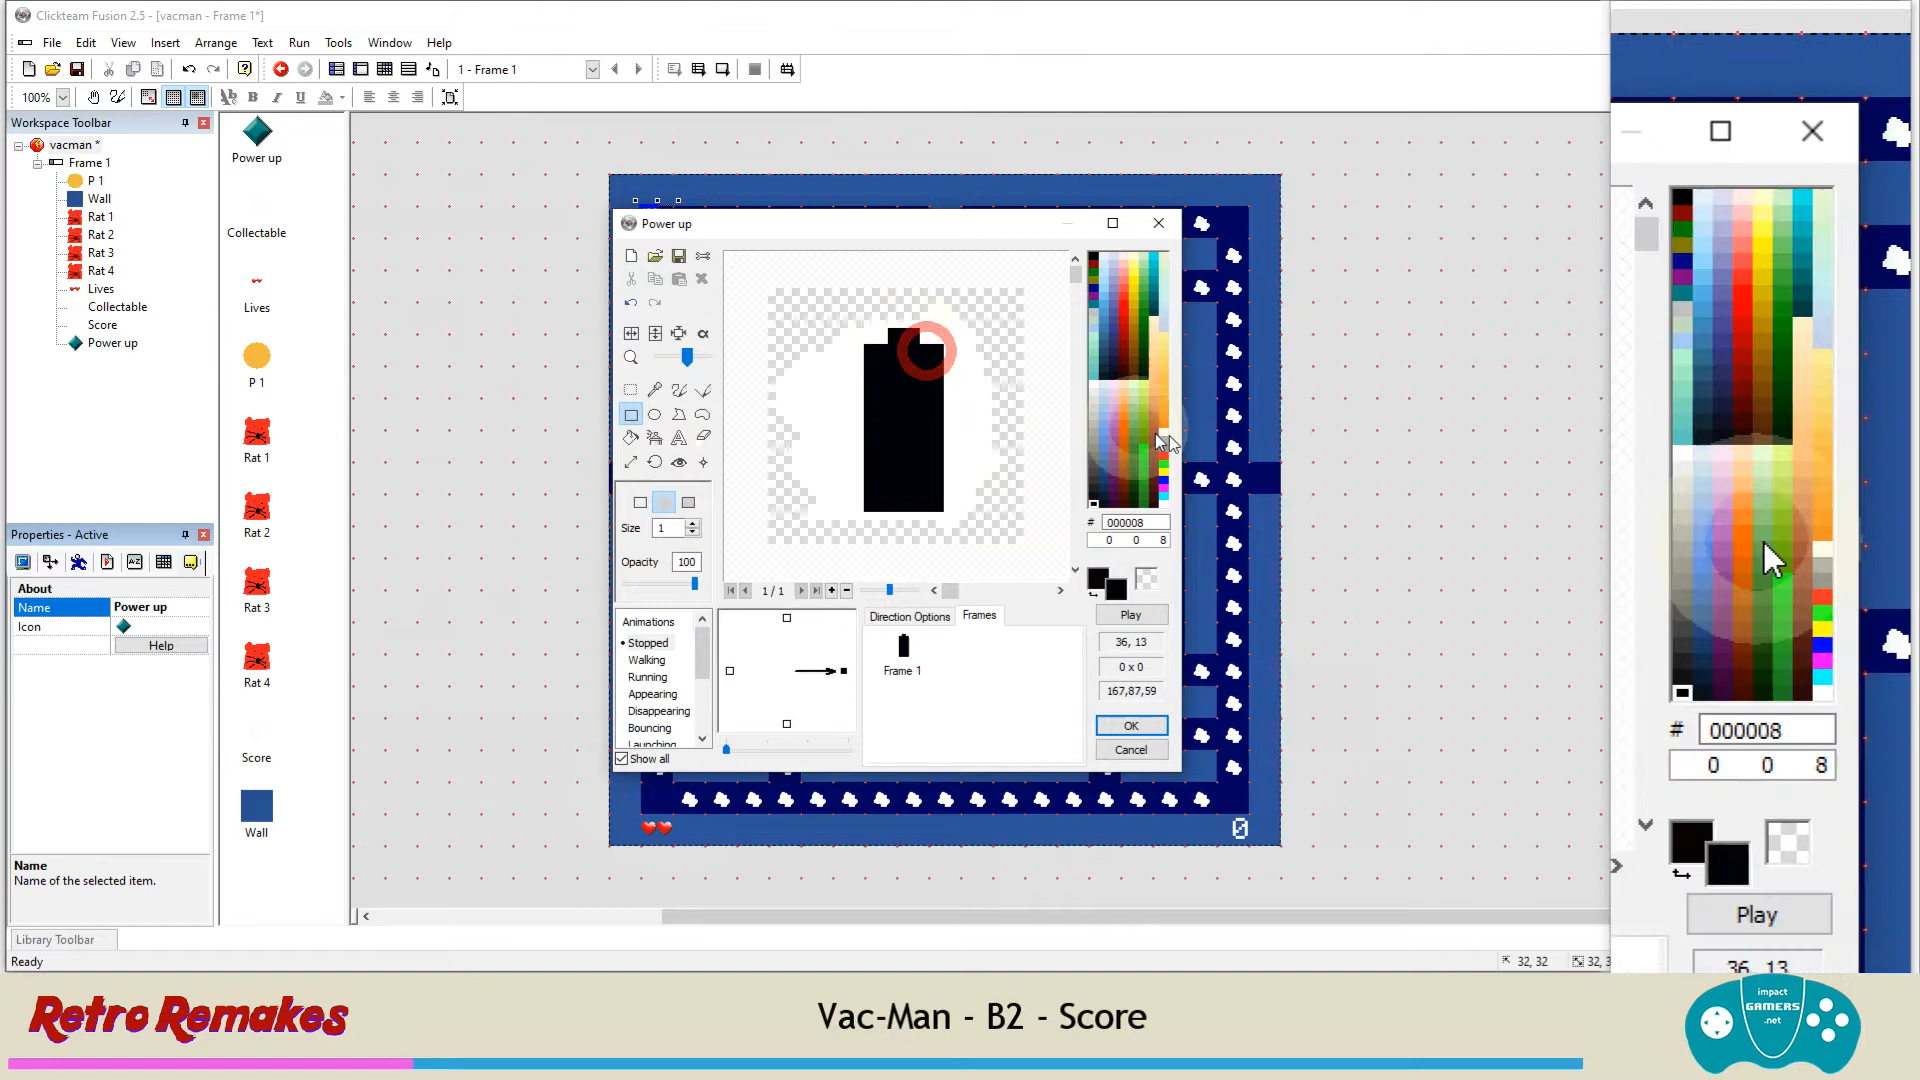 Clickteam Fusion 2.5 - [vacman - Frame 1*]
File Edit View Insert Arrange Text Run Tools Window Help
1 - Frame 1
100%
Workspace Toolbar
vacman *
Frame 1
P 1
Wall
Rat 1
Rat 2
Rat 3
Rat 4
Lives
Collectable
Score
Power up
Power up
Collectable
Lives
P 1
Rat 1
Rat 2
Rat 3
Rat 4
Score
Wall
Properties - Active
About
Name Power up
Icon
Help
Name
Name of the selected item.
Library Toolbar
Ready
32, 32
Power up
Size 1
Opacity 100
1 / 1
Animations
Stopped
Walking
Running
Appearing
Disappearing
Bouncing
Launching
Show all
Direction Options Frames
Frame 1
# 000008
0 0 8
Play
36, 13
0 x 0
167,87,59
OK
Cancel
0
# 000008
0 0 8
Play
36, 13
Retro Remakes
Vac-Man - B2 - Score
impact
GAMERS
.net